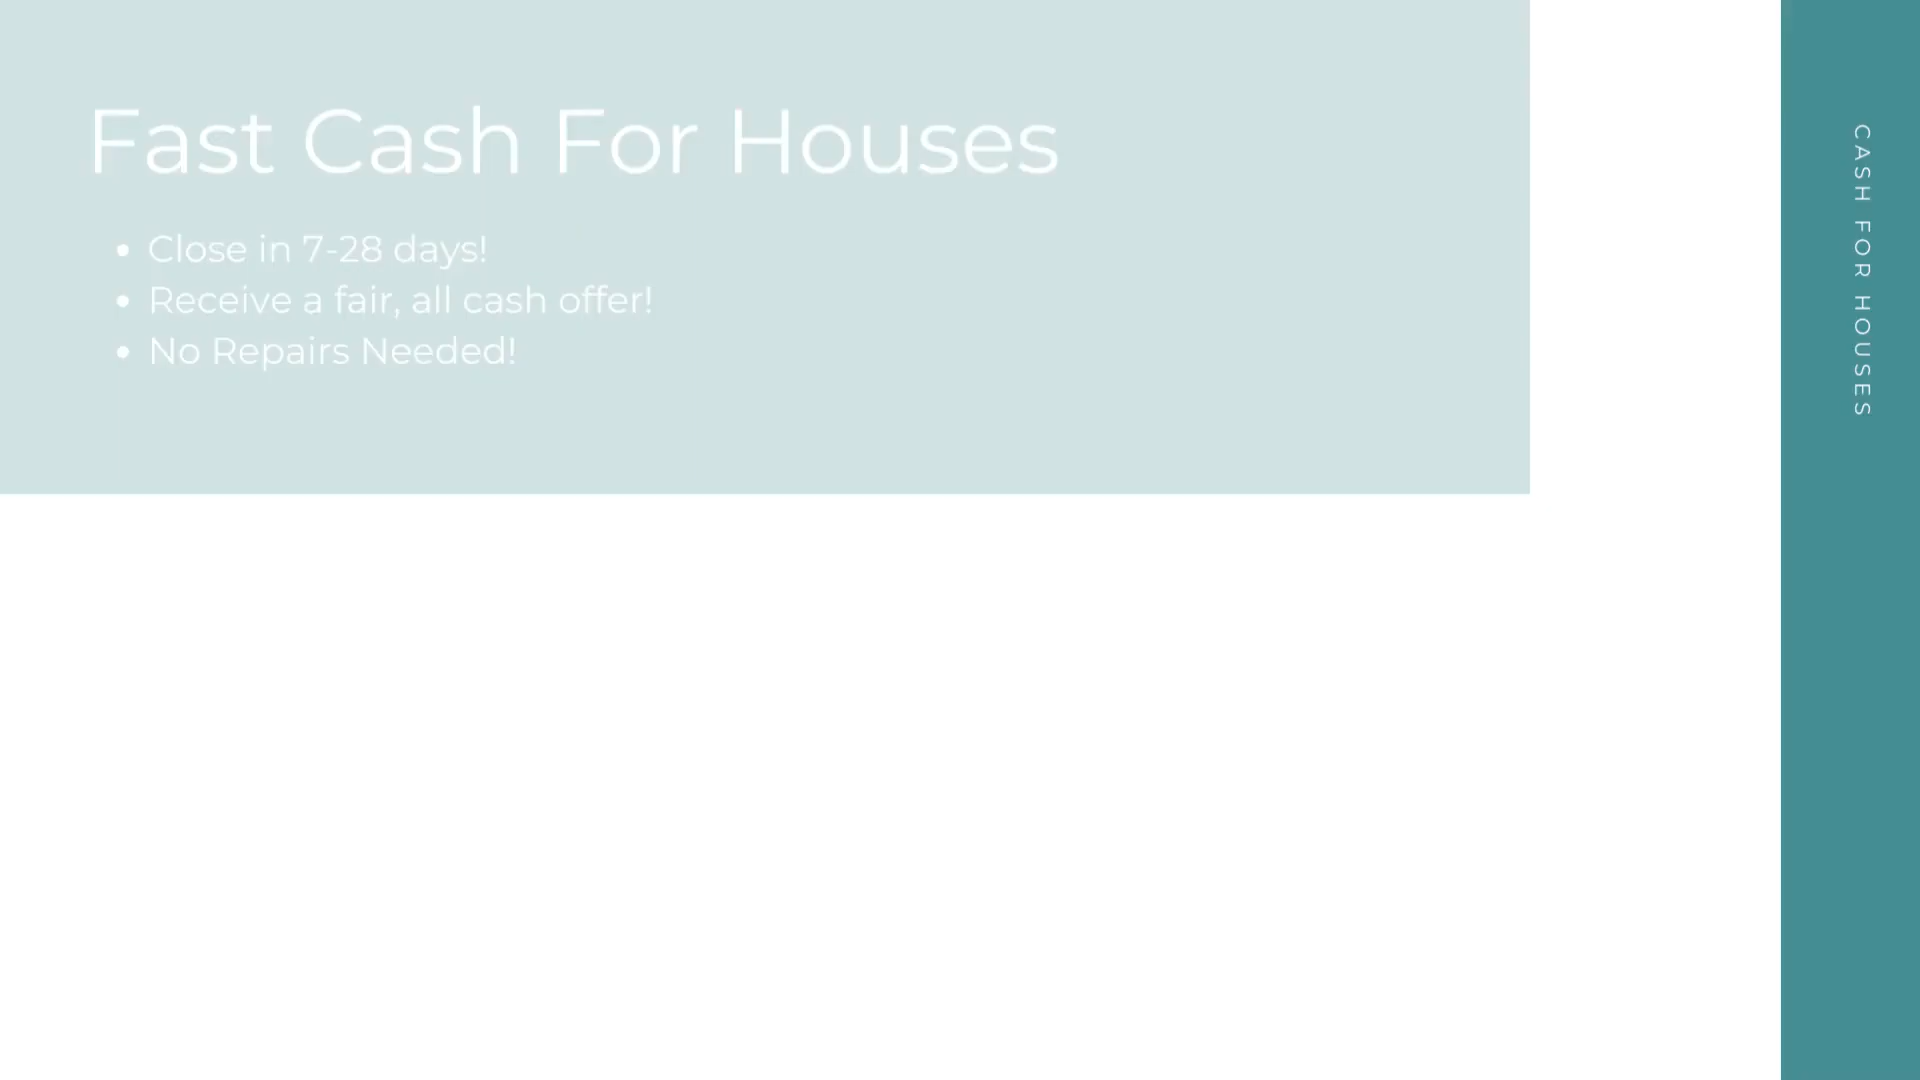 Fast Cash For Houses
• Close in 7-28 days!
• Receive a fair, all cash offer!
• No Repairs Needed!
CASH FOR HOUSES